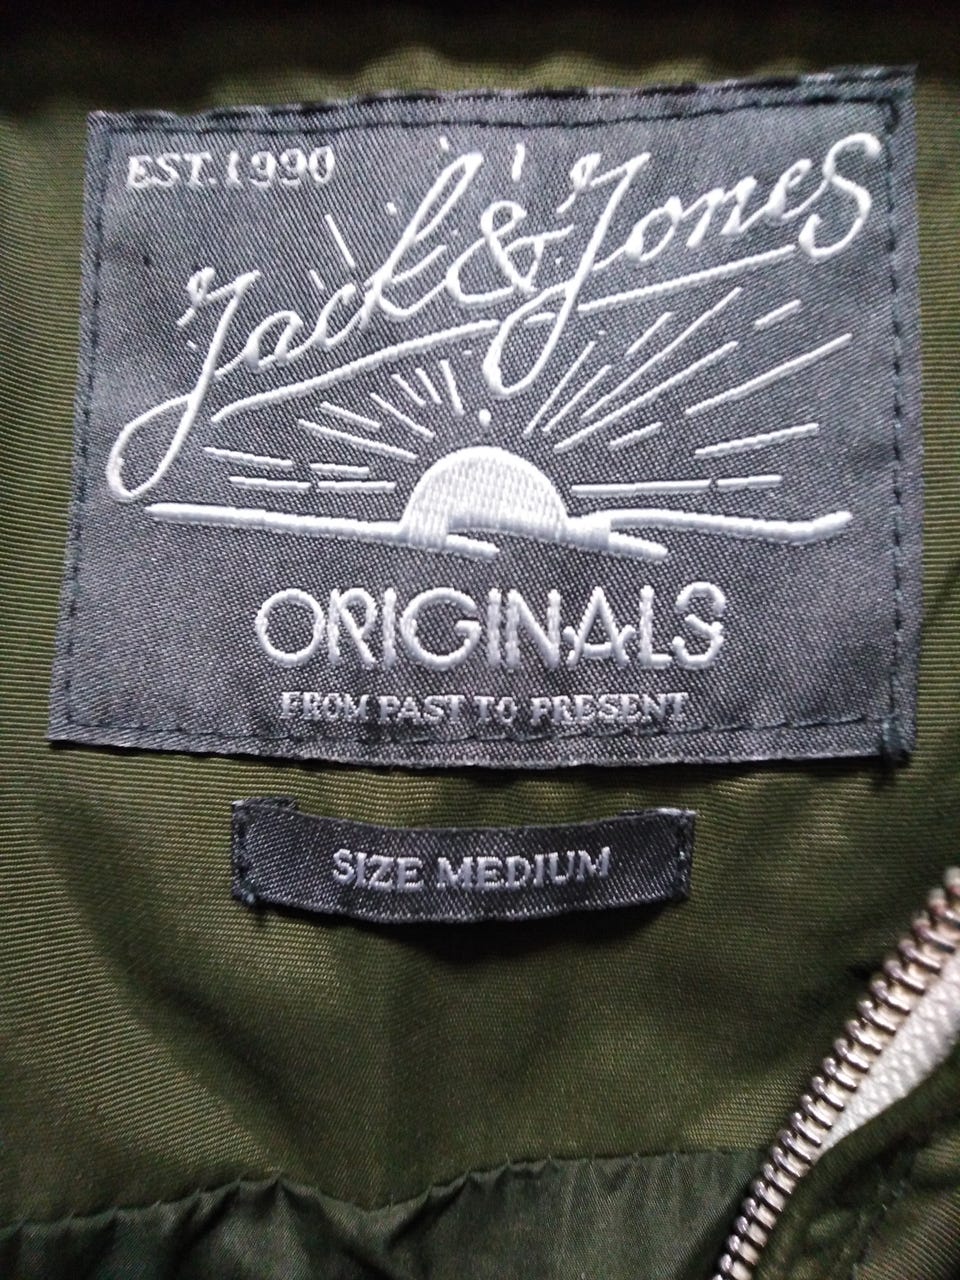 EST. 1990
Jack & Jones
ORIGINALS
FROM PAST TO PRESENT
SIZE MEDIUM